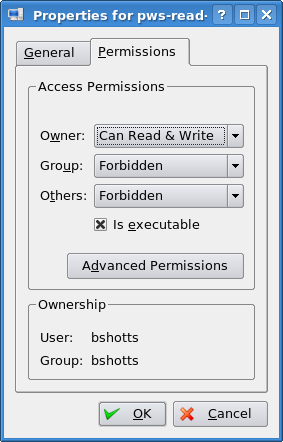 Properties for pws-read-
General
Permissions
Access Permissions
Owner: Can Read & Write
Group: Forbidden
Others: Forbidden
Is executable
Advanced Permissions
Ownership
User: bshotts
Group: bshotts
OK Cancel